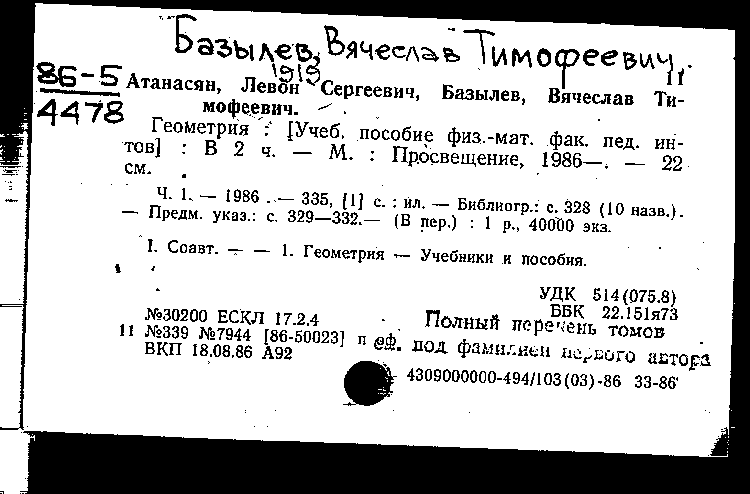 Базылев, Вячеслав Тимофеевич.
1919 11
86-5
4478
Атанасян, Левон Сергеевич, Базылев, Вячеслав Ти-
мофеевич.
Геометрия : [Учеб. пособие физ.-мат. фак. пед. ин-
тов] : В 2 ч. — М. : Просвещение, 1986—. — 22
см.
Ч. 1. — 1986. — 335, [1] с. : ил. — Библиогр.: с. 328 (10 назв.).
— Предм. указ.: с. 329—332. — (В пер.) : 1 р., 40000 экз.
I. Соавт. — — 1. Геометрия — Учебники и пособия.
УДК 514(075.8)
ББК 22.151я73
№30200 ЕСКЛ 17.2.4
Полный перечень томов
11 №339 №7944 [86-50023] п еф.
под фамилией первого автора
ВКП 18.08.86 А92
4309000000-494/103(03)-86 33-86